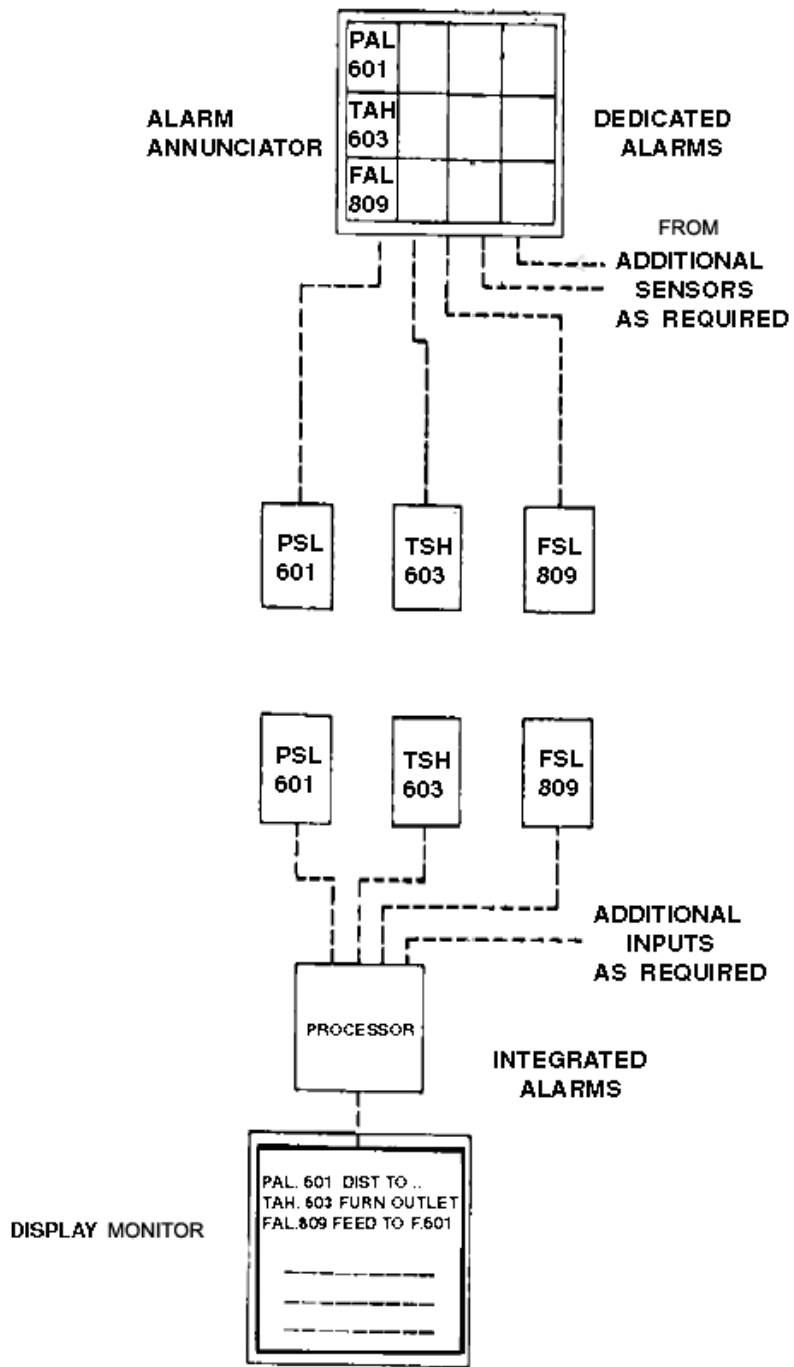 PAL
601
TAH
603
FAL
809
ALARM
ANNUNCIATOR
DEDICATED
ALARMS
FROM
ADDITIONAL
SENSORS
AS REQUIRED
PSL
601
TSH
603
FSL
809
PSL
601
TSH
603
FSL
809
ADDITIONAL
INPUTS
AS REQUIRED
PROCESSOR
INTEGRATED
ALARMS
PAL. 601 DIST TO ..
TAH. 603 FURN OUTLET
FAL.809 FEED TO F.601
DISPLAY MONITOR